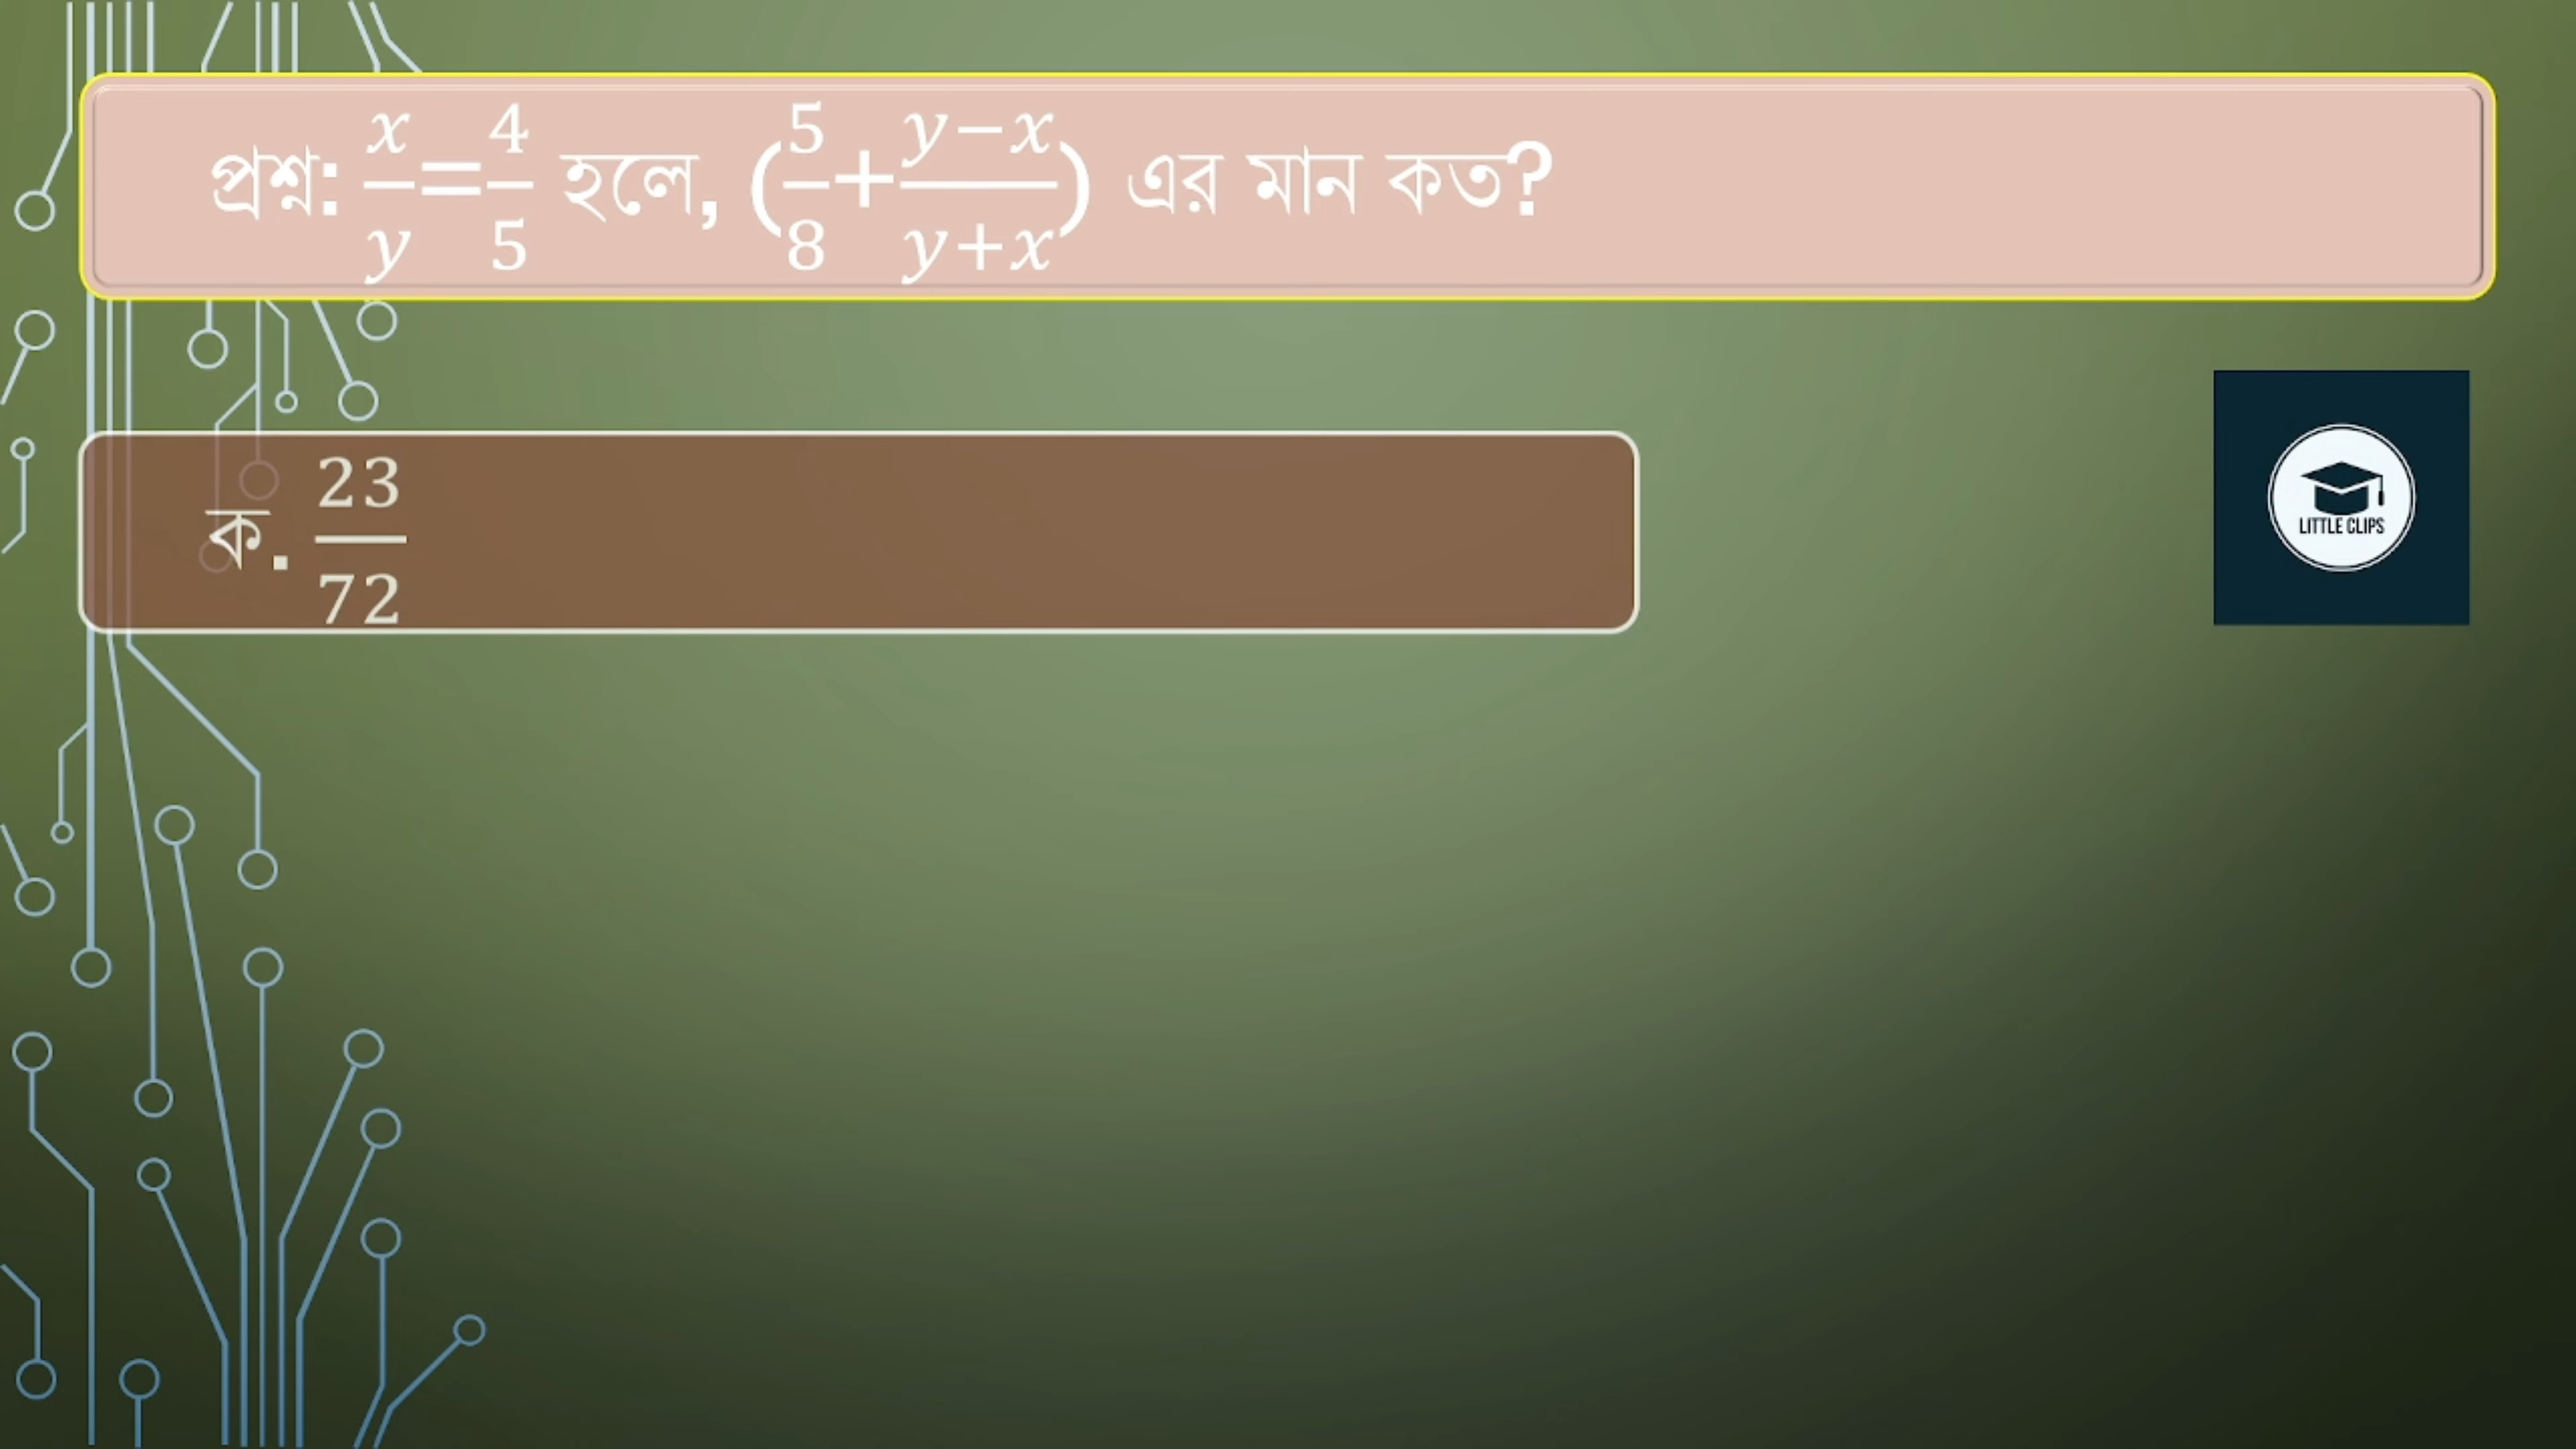 প্রশ্ন: x/y=4/5 হলে, (5/8+y−x/y+x) এর মান কত?
ক. 23/72
LITTLE CLIPS